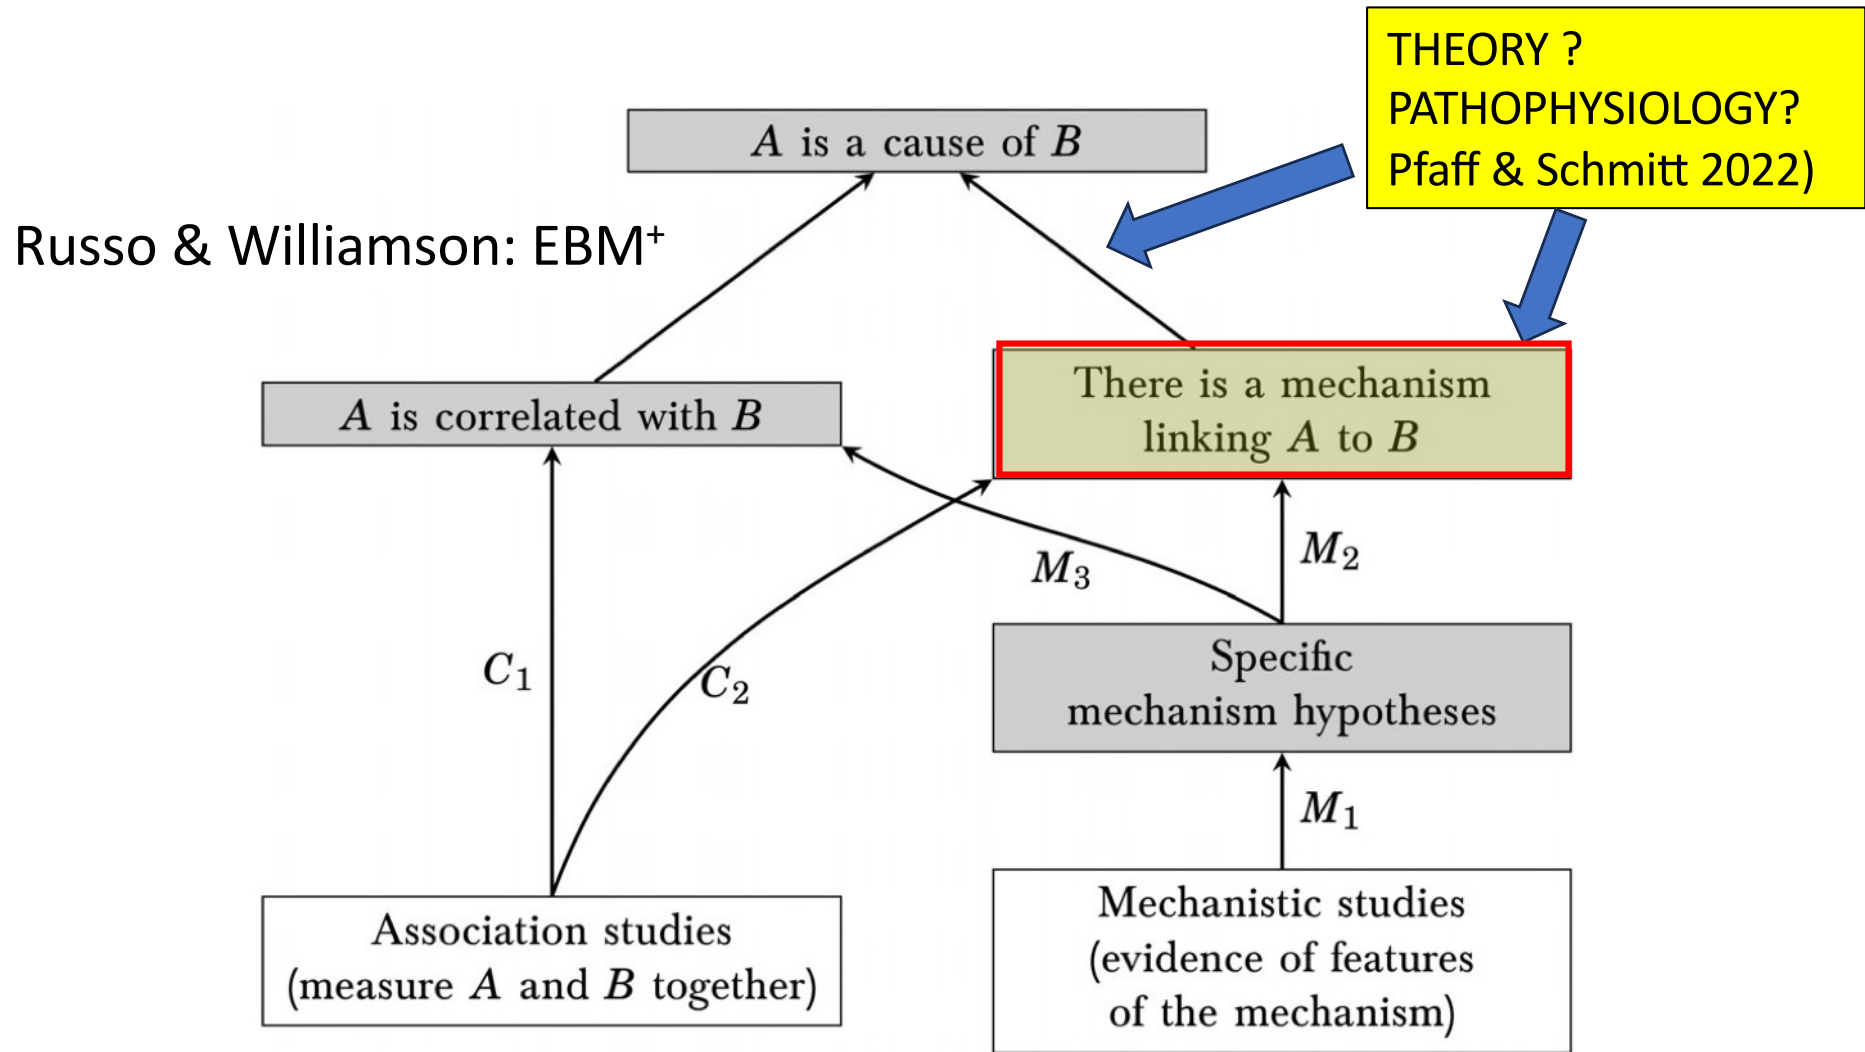 THEORY ?
PATHOPHYSIOLOGY?
Pfaff & Schmitt 2022)
A is a cause of B
Russo & Williamson: EBM⁺
A is correlated with B
There is a mechanism
linking A to B
M₃
M₂
C₁
C₂
Specific
mechanism hypotheses
M₁
Association studies
(measure A and B together)
Mechanistic studies
(evidence of features
of the mechanism)